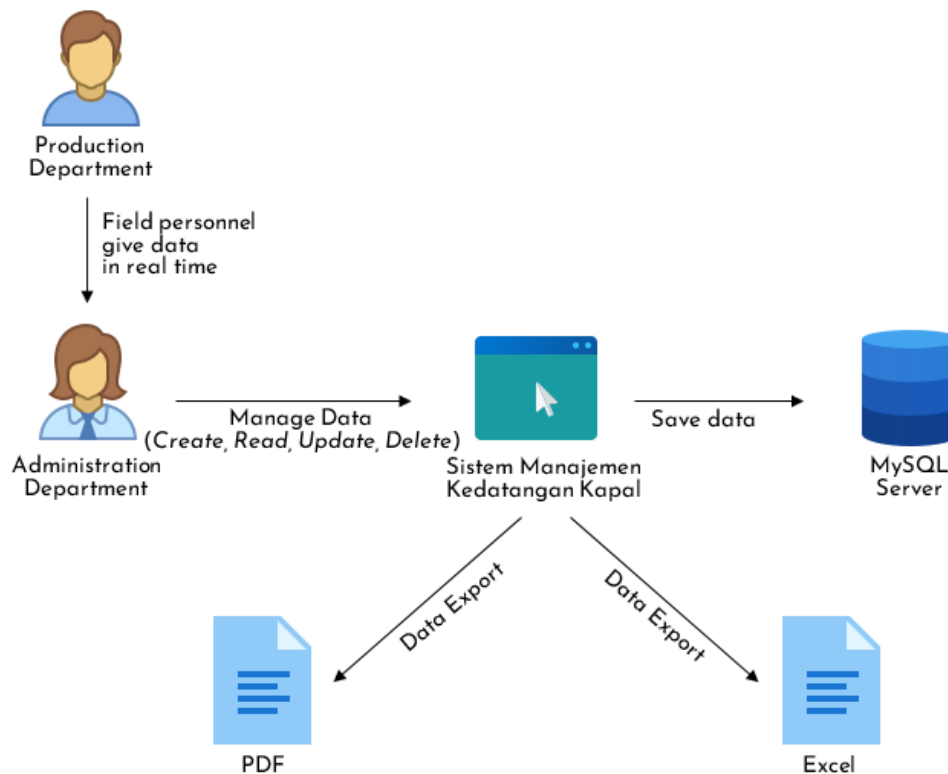 Production
Department
Field personnel
give data
in real time
Administration
Department
Manage Data
(Create, Read, Update, Delete)
Sistem Manajemen
Kedatangan Kapal
Save data
MySQL
Server
Data Export
Data Export
PDF
Excel